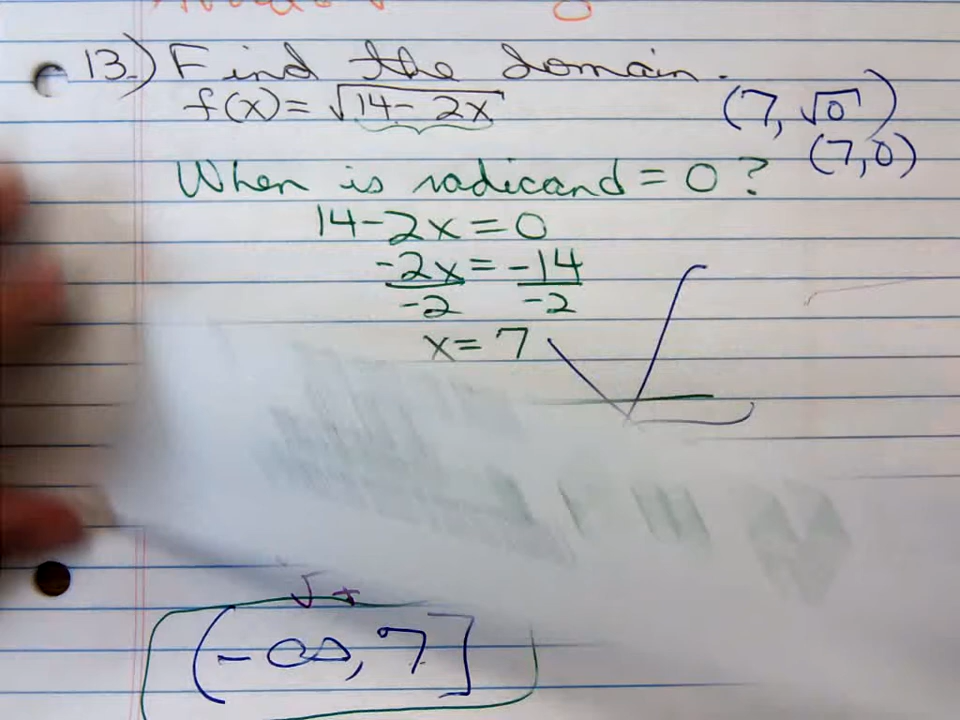 13.) Find the domain.
f(x) = √14 - 2x
(7, √0)
(7,0)
When is radicand = 0?
14 - 2x = 0
-2x = -14
-2 -2
x = 7
√+
(-∞, 7]